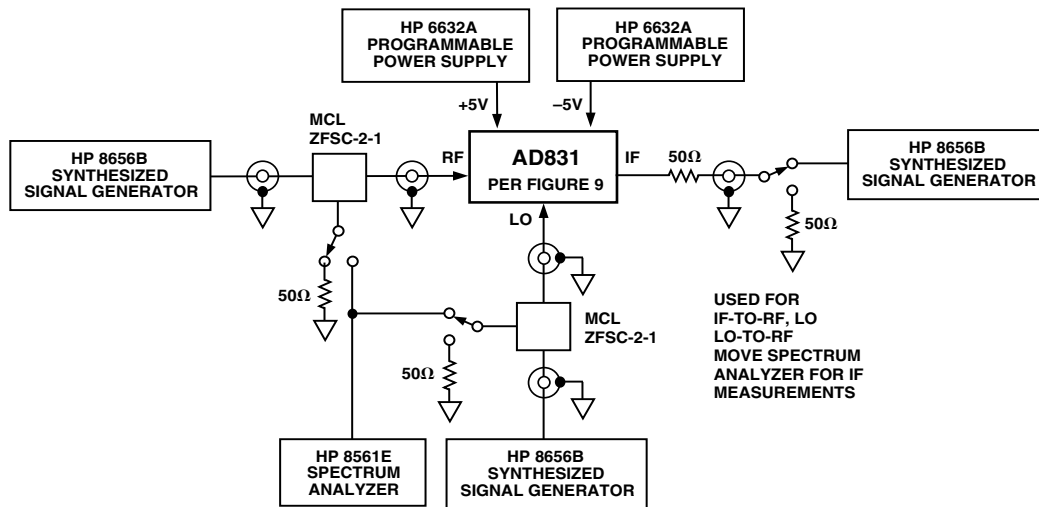 HP 6632A
PROGRAMMABLE
POWER SUPPLY
HP 6632A
PROGRAMMABLE
POWER SUPPLY
+5V
–5V
MCL
ZFSC-2-1
HP 8656B
SYNTHESIZED
SIGNAL GENERATOR
RF
AD831
PER FIGURE 9
IF
LO
50Ω
HP 8656B
SYNTHESIZED
SIGNAL GENERATOR
50Ω
50Ω
MCL
ZFSC-2-1
50Ω
USED FOR
IF-TO-RF, LO
LO-TO-RF
MOVE SPECTRUM
ANALYZER FOR IF
MEASUREMENTS
HP 8561E
SPECTRUM
ANALYZER
HP 8656B
SYNTHESIZED
SIGNAL GENERATOR